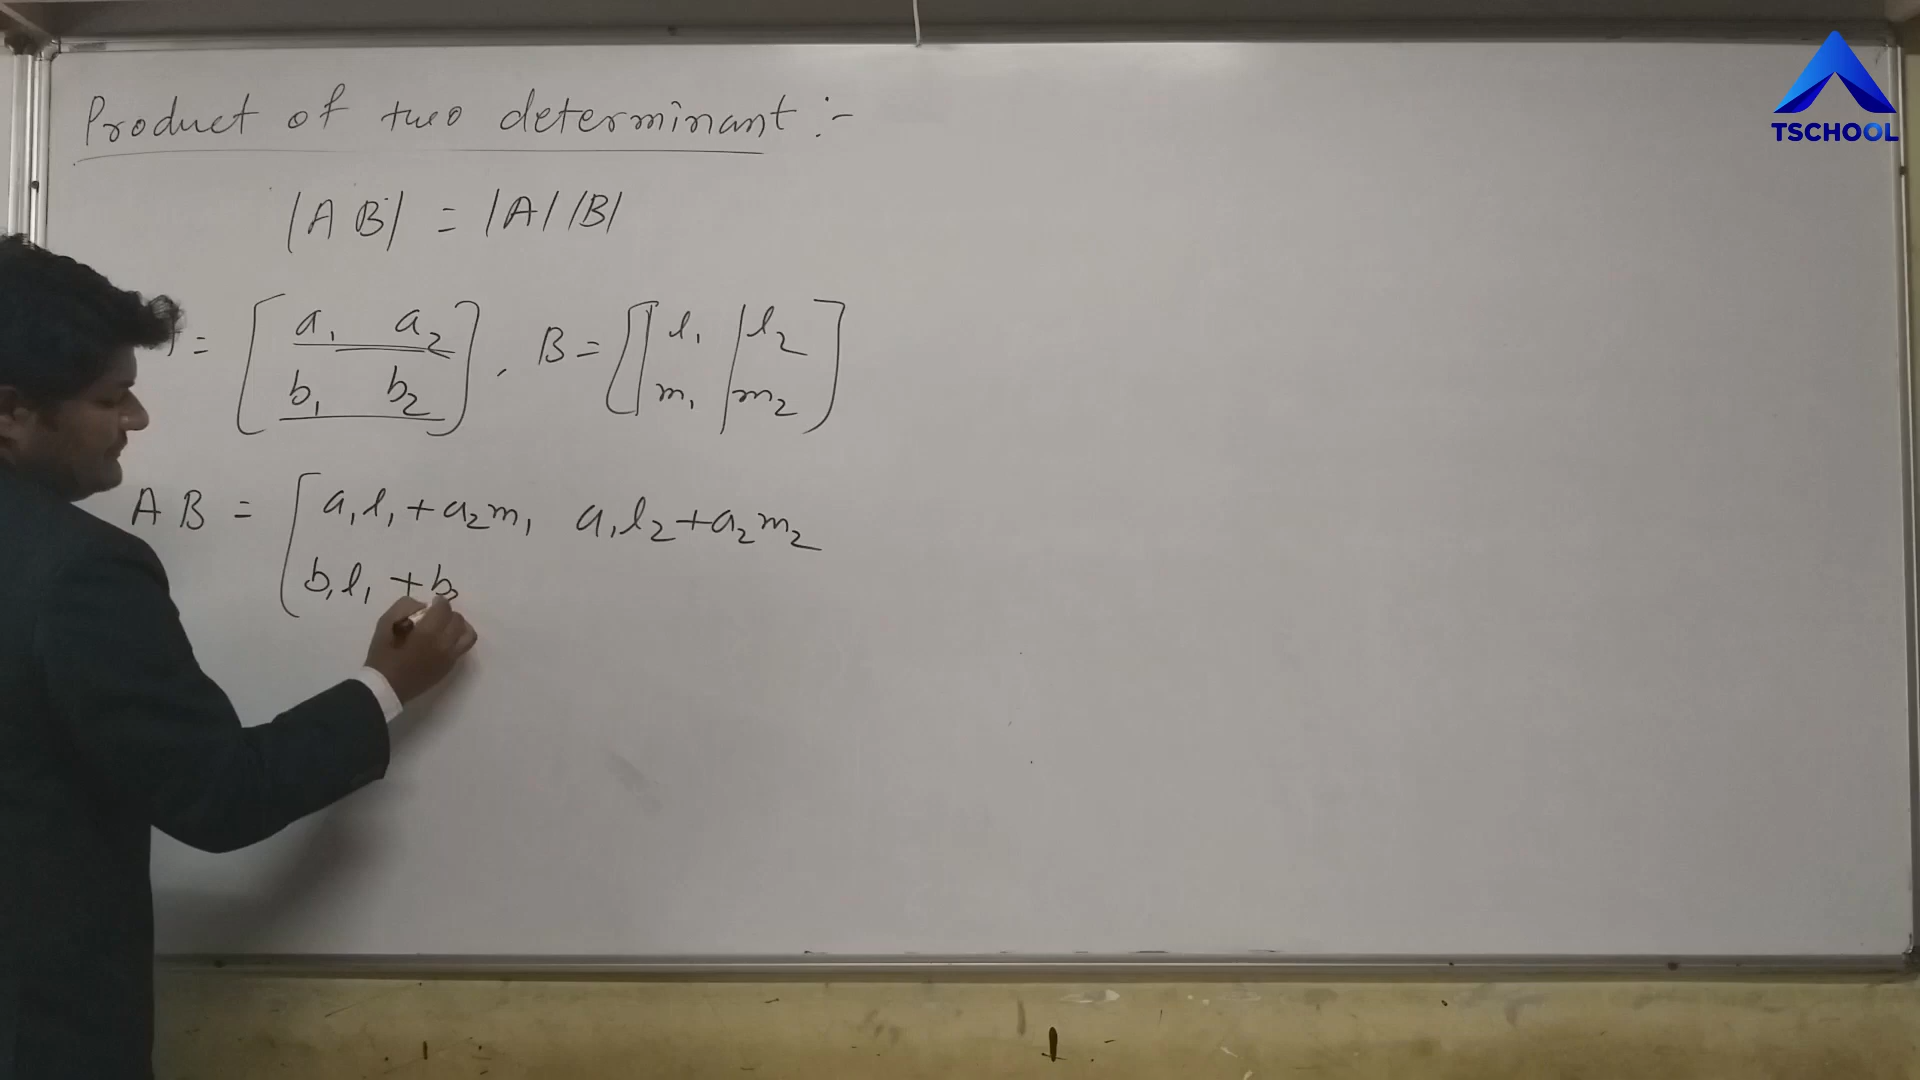 Product of two determinant :-
|AB| = |A| |B|
= [a₁ a₂ , B = [l₁ l₂
b₁ b₂] m₁ m₂]
AB = [a₁l₁+a₂m₁ a₁l₂+a₂m₂
b₁l₁ + b₂
TSCHOOL